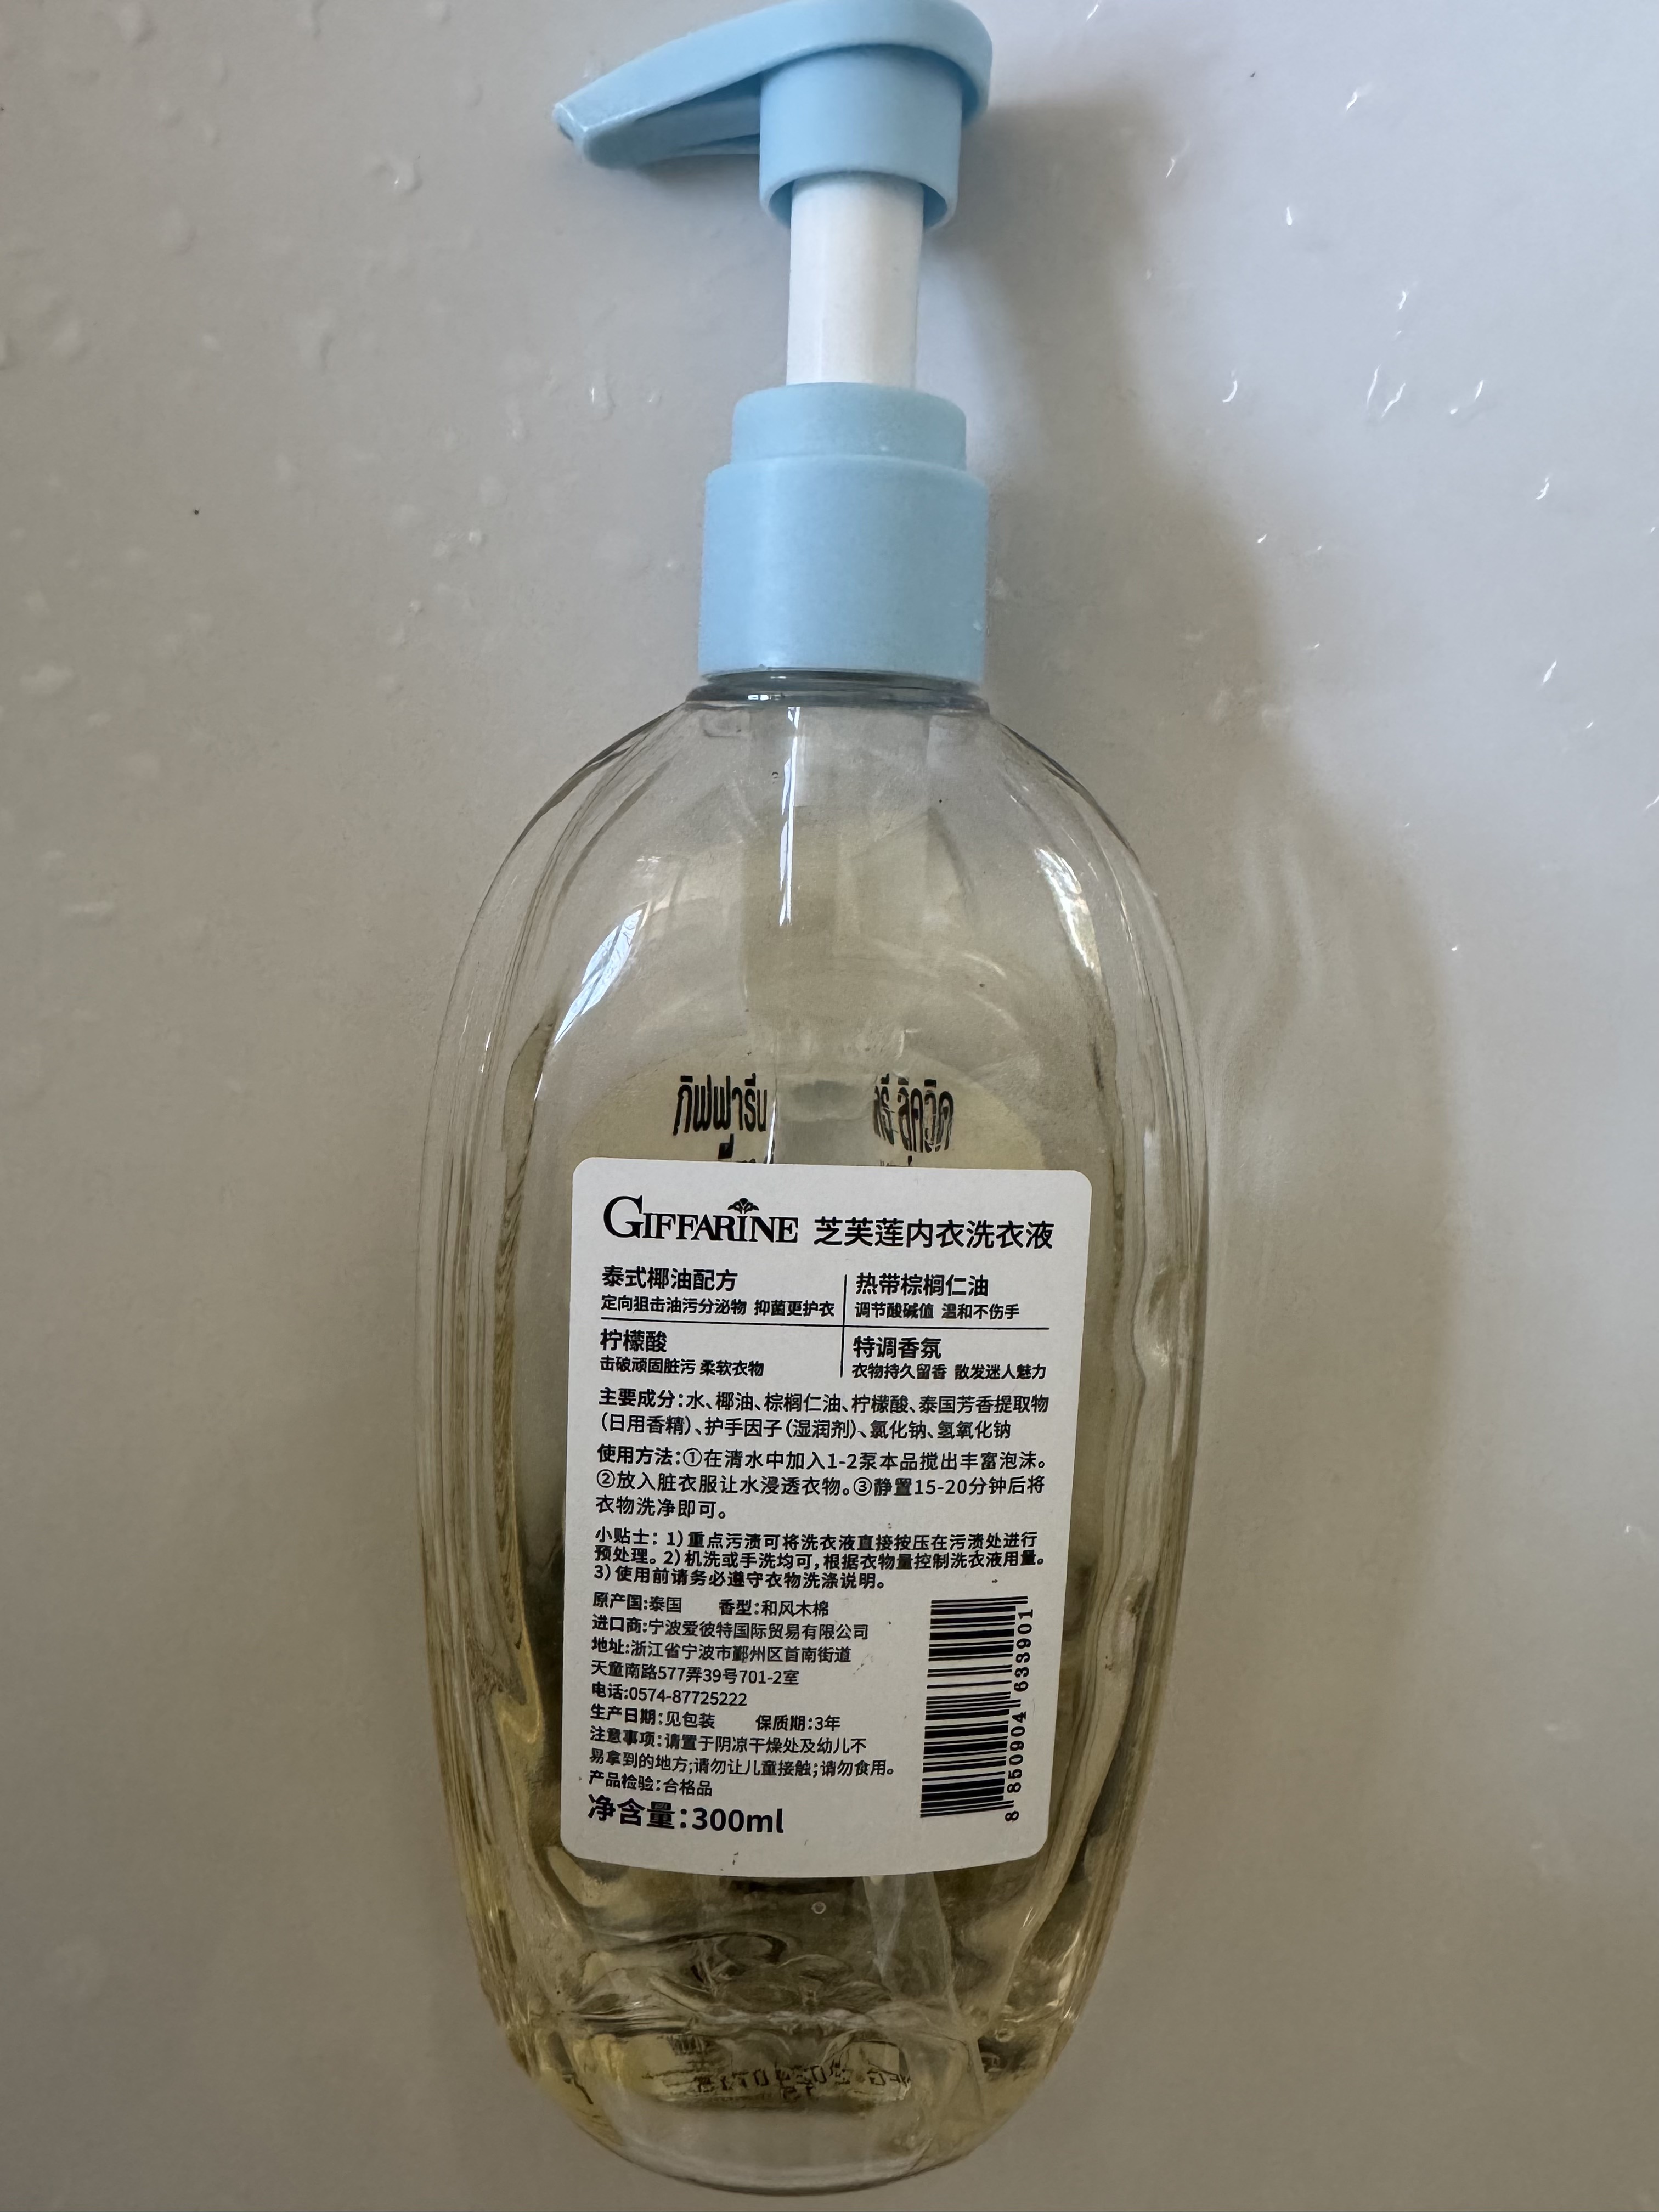 กิฟฟารีน
GIFFARINE 芝芙莲内衣洗衣液
泰式椰油配方
定向狙击油污分泌物 抑菌更护衣
热带棕榈仁油
调节酸碱值 温和不伤手
柠檬酸
击破顽固脏污 柔软衣物
特调香氛
衣物持久留香 散发迷人魅力
主要成分:水、椰油、棕榈仁油、柠檬酸、泰国芳香提取物
(日用香精)、护手因子(湿润剂)、氯化钠、氢氧化钠
使用方法:①在清水中加入1-2泵本品搅出丰富泡沫。
②放入脏衣服让水浸透衣物。③静置15-20分钟后将
衣物洗净即可。
小贴士: 1)重点污渍可将洗衣液直接按压在污渍处进行
预处理。2)机洗或手洗均可,根据衣物量控制洗衣液用量。
3)使用前请务必遵守衣物洗涤说明。
原产国:泰国 香型:和风木棉
进口商:宁波爱彼特国际贸易有限公司
地址:浙江省宁波市鄞州区首南街道
天童南路577弄39号701-2室
电话:0574-87725222
生产日期:见包装 保质期:3年
注意事项:请置于阴凉干燥处及幼儿不
易拿到的地方;请勿让儿童接触;请勿食用。
产品检验:合格品
净含量:300ml
8 850904 633901